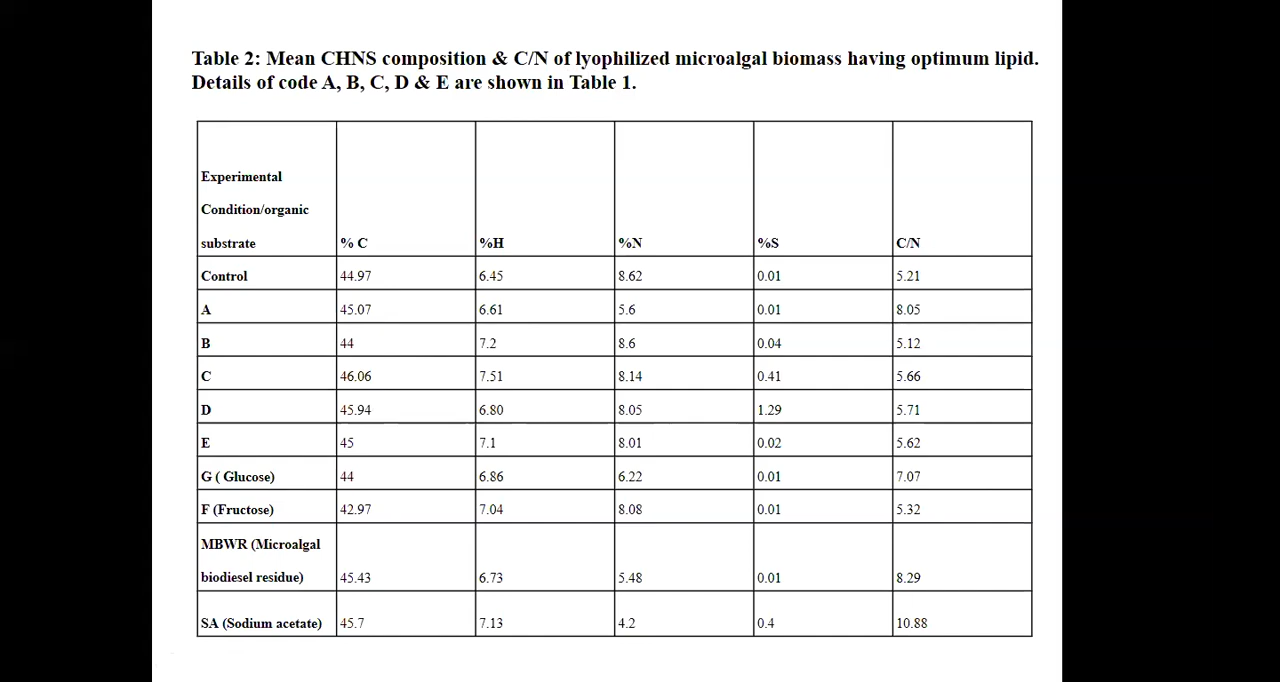 Table 2: Mean CHNS composition & C/N of lyophilized microalgal biomass having optimum lipid.
Details of code A, B, C, D & E are shown in Table 1.
Experimental
Condition/organic
substrate % C %H %N %S C/N
Control 44.97 6.45 8.62 0.01 5.21
A 45.07 6.61 5.6 0.01 8.05
B 44 7.2 8.6 0.04 5.12
C 46.06 7.51 8.14 0.41 5.66
D 45.94 6.80 8.05 1.29 5.71
E 45 7.1 8.01 0.02 5.62
G ( Glucose) 44 6.86 6.22 0.01 7.07
F (Fructose) 42.97 7.04 8.08 0.01 5.32
MBWR (Microalgal
biodiesel residue) 45.43 6.73 5.48 0.01 8.29
SA (Sodium acetate) 45.7 7.13 4.2 0.4 10.88